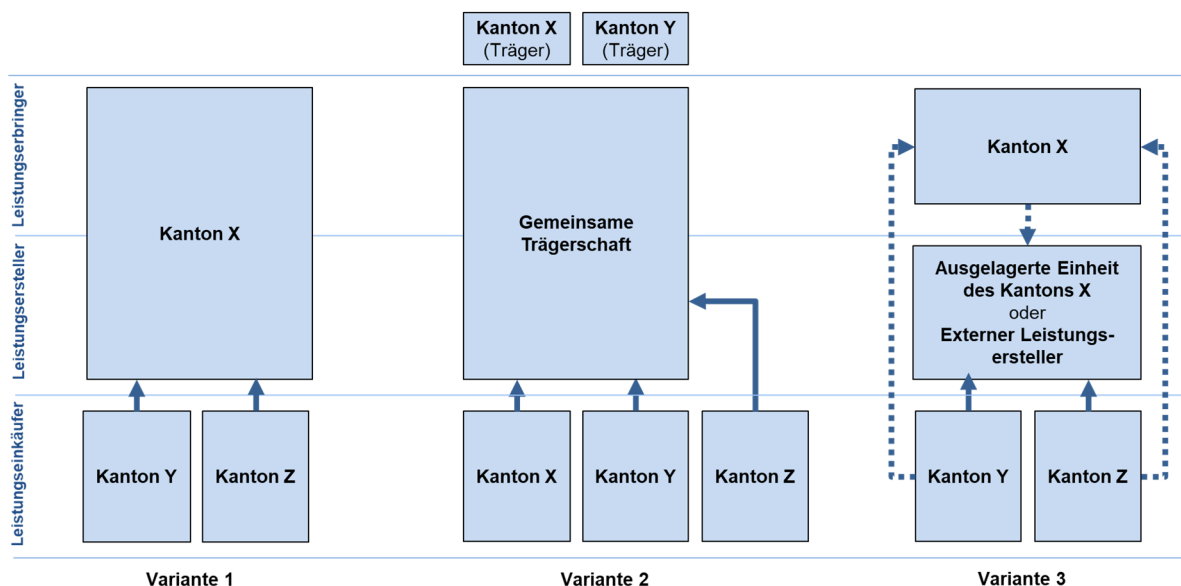 Kanton X
(Träger)
Kanton Y
(Träger)
Leistungserbringer
Leistungsersteller
Leistungseinkäufer
Kanton X
Kanton Y
Kanton Z
Variante 1
Gemeinsame
Trägerschaft
Kanton X
Kanton Y
Kanton Z
Variante 2
Kanton X
Ausgelagerte Einheit
des Kantons X
oder
Externer Leistungs-
ersteller
Kanton Y
Kanton Z
Variante 3